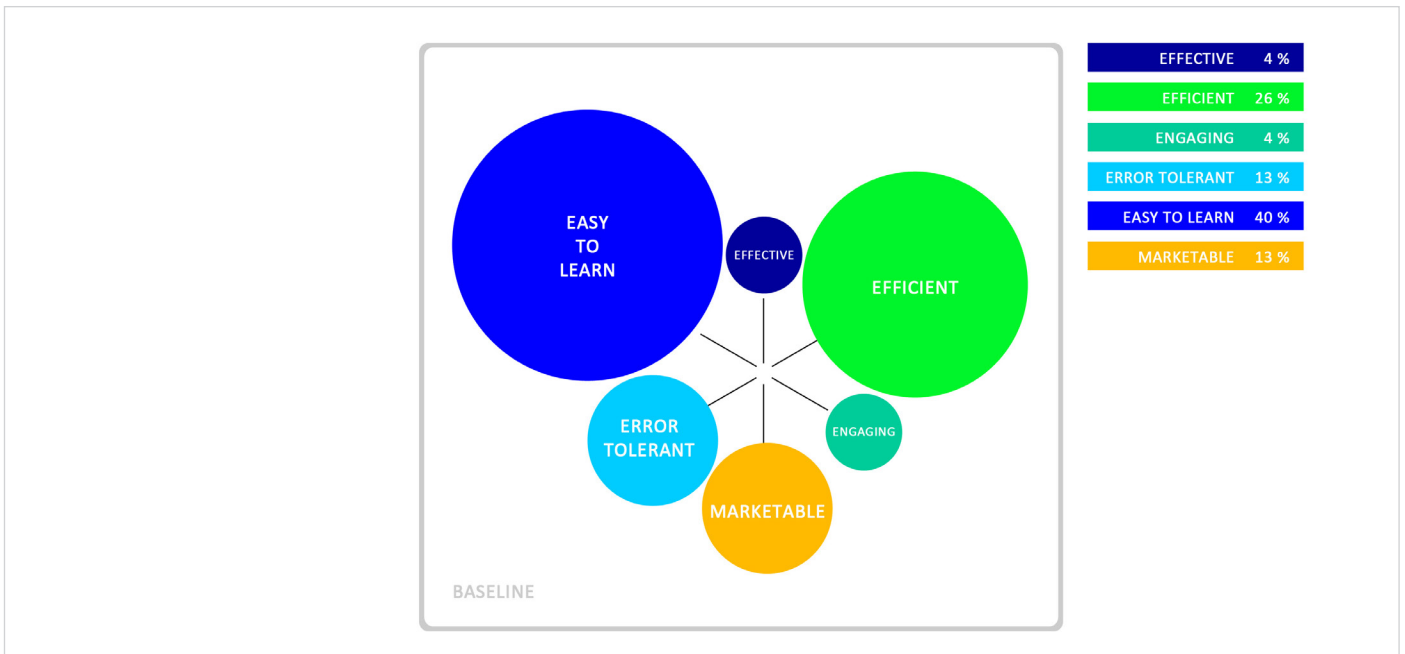 EASY
TO
LEARN
EFFECTIVE
EFFICIENT
ERROR
TOLERANT
ENGAGING
MARKETABLE
BASELINE
EFFECTIVE 4 %
EFFICIENT 26 %
ENGAGING 4 %
ERROR TOLERANT 13 %
EASY TO LEARN 40 %
MARKETABLE 13 %